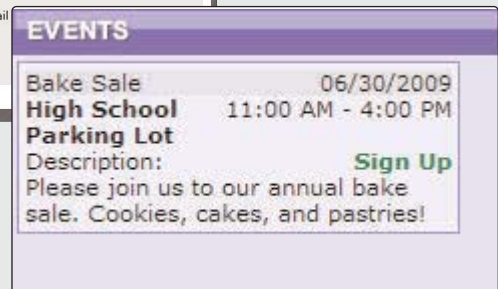 ail
EVENTS
Bake Sale 06/30/2009
High School 11:00 AM - 4:00 PM
Parking Lot
Description: Sign Up
Please join us to our annual bake
sale. Cookies, cakes, and pastries!